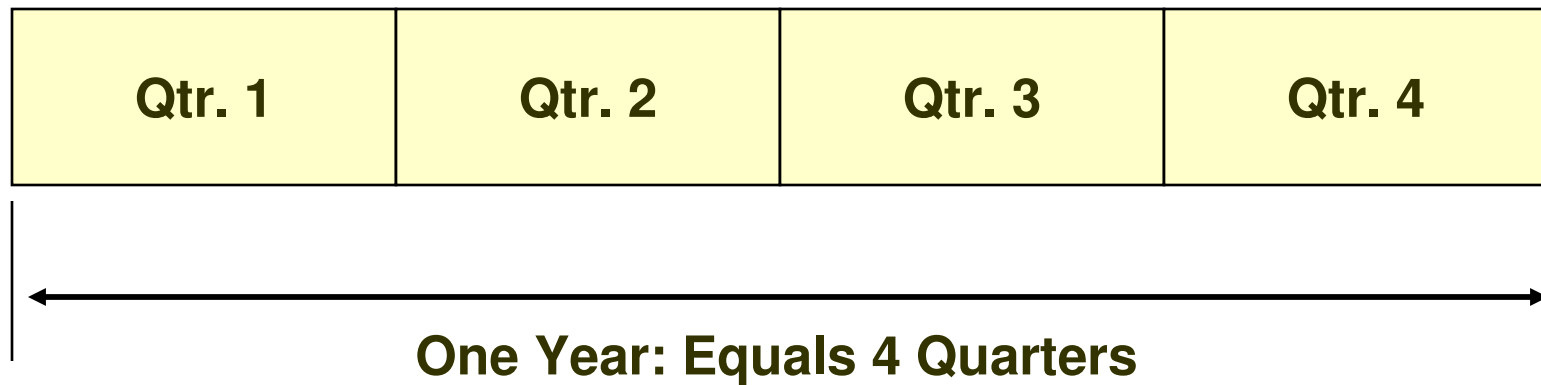 Qtr. 1 Qtr. 2 Qtr. 3 Qtr. 4
One Year: Equals 4 Quarters